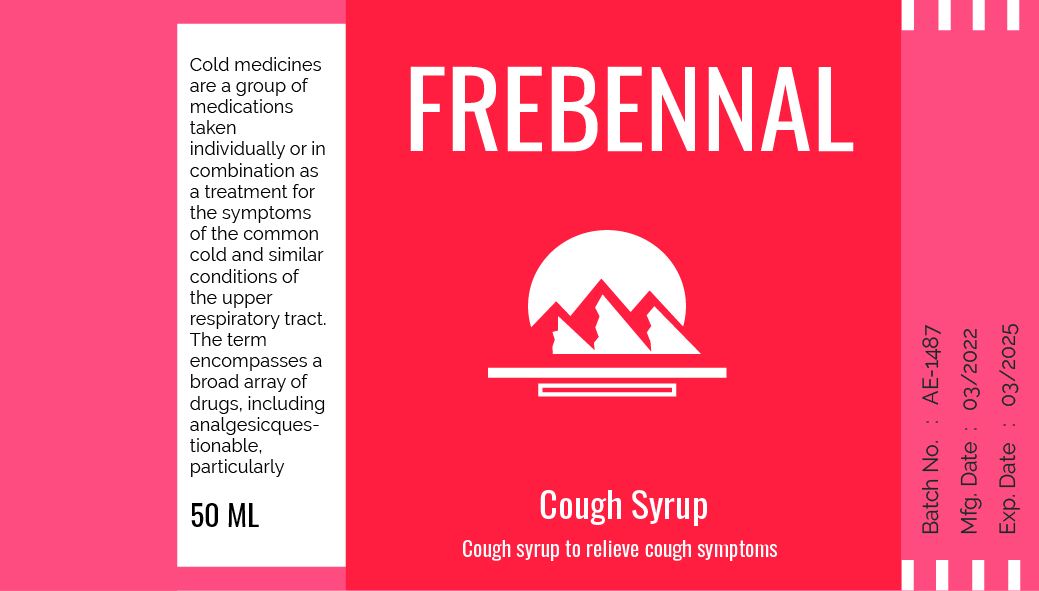 Cold medicines
are a group of
medications
taken
individually or in
combination as
a treatment for
the symptoms
of the common
cold and similar
conditions of
the upper
respiratory tract.
The term
encompasses a
broad array of
drugs, including
analgesicques-
tionable,
particularly
50 ML
FREBENNAL
Cough Syrup
Cough syrup to relieve cough symptoms
Batch No. : AE-1487
Mfg. Date : 03/2022
Exp. Date : 03/2025